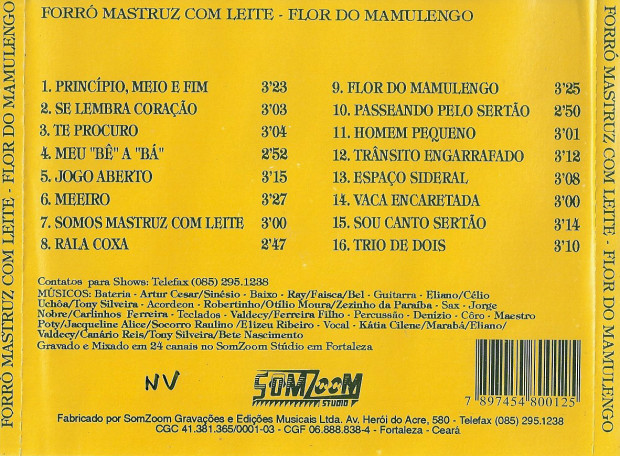 FORRÓ MASTRUZ COM LEITE - FLOR DO MAMULENGO
FORRÓ MASTRUZ COM LEITE - FLOR DO MAMULENGO
1. PRINCÍPIO, MEIO E FIM 3'23
2. SE LEMBRA CORAÇÃO 3'03
3. TE PROCURO 3'04
4. MEU "BÊ" A "BÁ" 2'52
5. JOGO ABERTO 3'15
6. MEEIRO 3'27
7. SOMOS MASTRUZ COM LEITE 3'00
8. RALA COXA 2'47
9. FLOR DO MAMULENGO 3'25
10. PASSEANDO PELO SERTÃO 2'50
11. HOMEM PEQUENO 3'01
12. TRÂNSITO ENGARRAFADO 3'12
13. ESPAÇO SIDERAL 3'08
14. VACA ENCARETADA 3'00
15. SOU CANTO SERTÃO 3'14
16. TRIO DE DOIS 3'10
Contatos para Shows: Telefax (085) 295.1238
MÚSICOS: Bateria - Artur Cesar/Sinésio - Baixo - Ray/Faisca/Bel - Guitarra - Eliano/Célio
Uchôa/Tony Silveira - Acordeon - Robertinho/Otílio Moura/Zezinho da Paraíba - Sax - Jorge
Nobre/Carlinhos Ferreira - Teclados - Valdecy/Ferreira Filho - Percussão - Denizio - Côro - Maestro
Poty/Jacqueline Alice/Socorro Raulino/Elizeu Ribeiro - Vocal - Kátia Cilene/Marabá/Eliano/
Valdecy/Canário Reis/Tony Silveira/Bete Nascimento
Gravado e Mixado em 24 canais no SomZoom Stúdio em Fortaleza
NV
SOMZOOM
STUDIO
7 897454 800125
Fabricado por SomZoom Gravações e Edições Musicais Ltda. Av. Herói do Acre, 580 - Telefax (085) 295.1238
CGC 41.381.365/0001-03 - CGF 06.888.838-4 - Fortaleza - Ceará
FORRÓ MASTRUZ COM LEITE - FLOR DO MAMULENGO